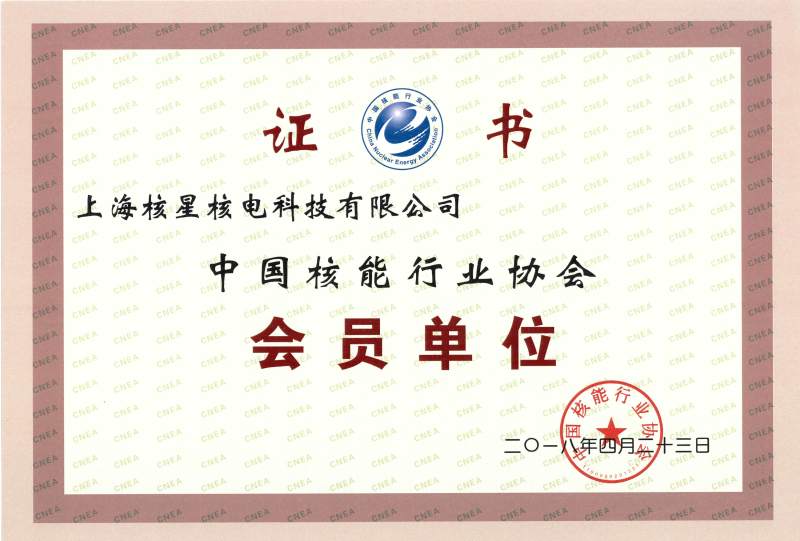 证 书
中国核能行业协会
China Nuclear Energy Association
上海核星核电科技有限公司
中国核能行业协会
会员单位
中国核能行业协会
二〇一八年四月二十三日
CNEA